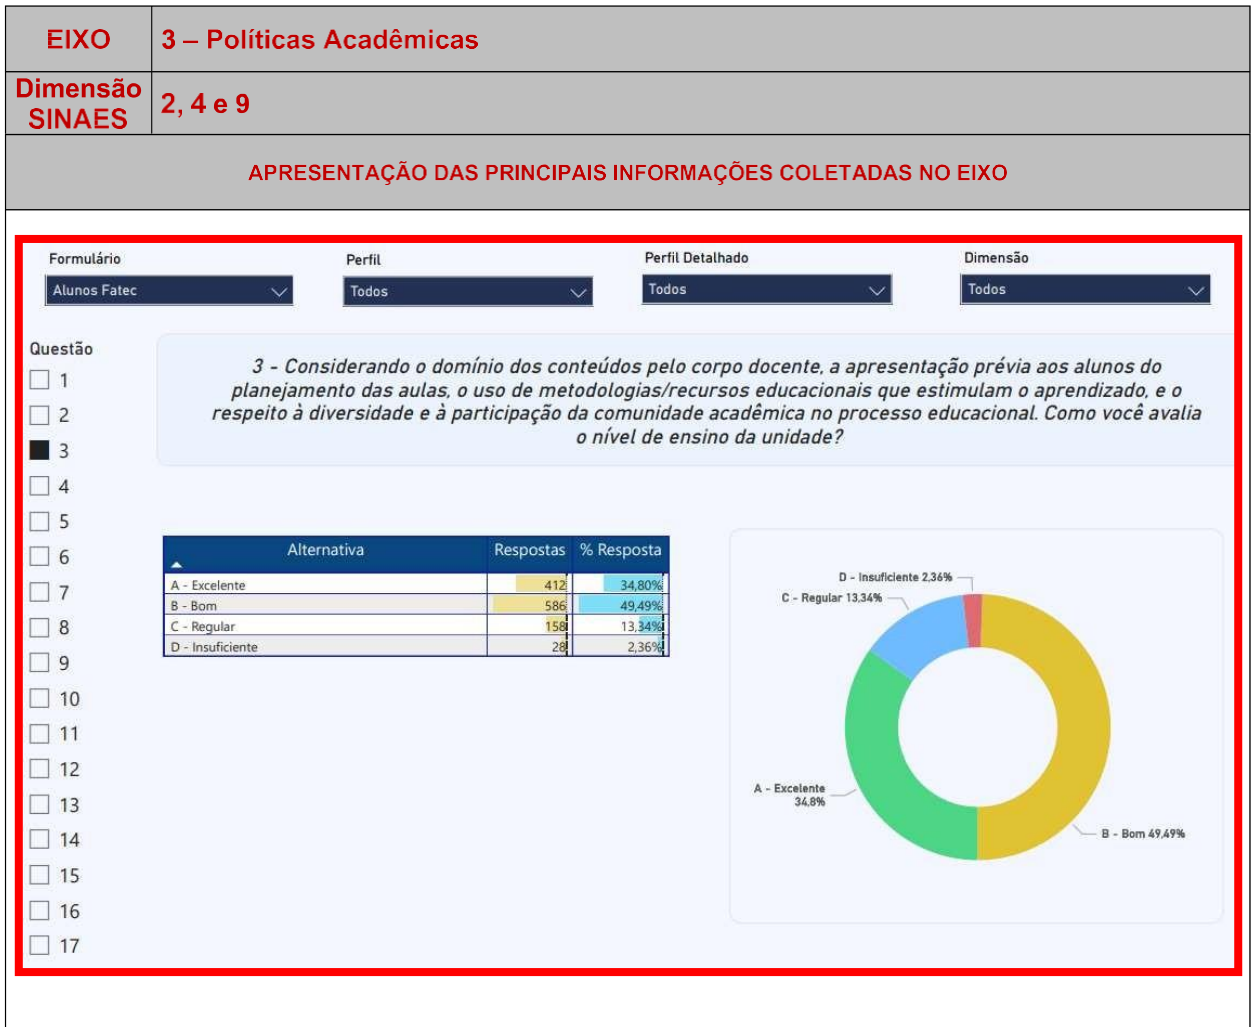 EIXO
3 – Políticas Acadêmicas
Dimensão
SINAES
2, 4 e 9
APRESENTAÇÃO DAS PRINCIPAIS INFORMAÇÕES COLETADAS NO EIXO
Formulário
Perfil
Perfil Detalhado
Dimensão
Alunos Fatec
Todos
Todos
Todos
Questão
1
2
3
4
5
6
7
8
9
10
11
12
13
14
15
16
17
3 - Considerando o domínio dos conteúdos pelo corpo docente, a apresentação prévia aos alunos do
planejamento das aulas, o uso de metodologias/recursos educacionais que estimulam o aprendizado, e o
respeito à diversidade e à participação da comunidade acadêmica no processo educacional. Como você avalia
o nível de ensino da unidade?
Alternativa Respostas % Resposta
A - Excelente 412 34,80%
B - Bom 586 49,49%
C - Regular 158 13,34%
D - Insuficiente 28 2,36%
D - Insuficiente 2,36%
C - Regular 13,34%
A - Excelente
34,8%
B - Bom 49,49%